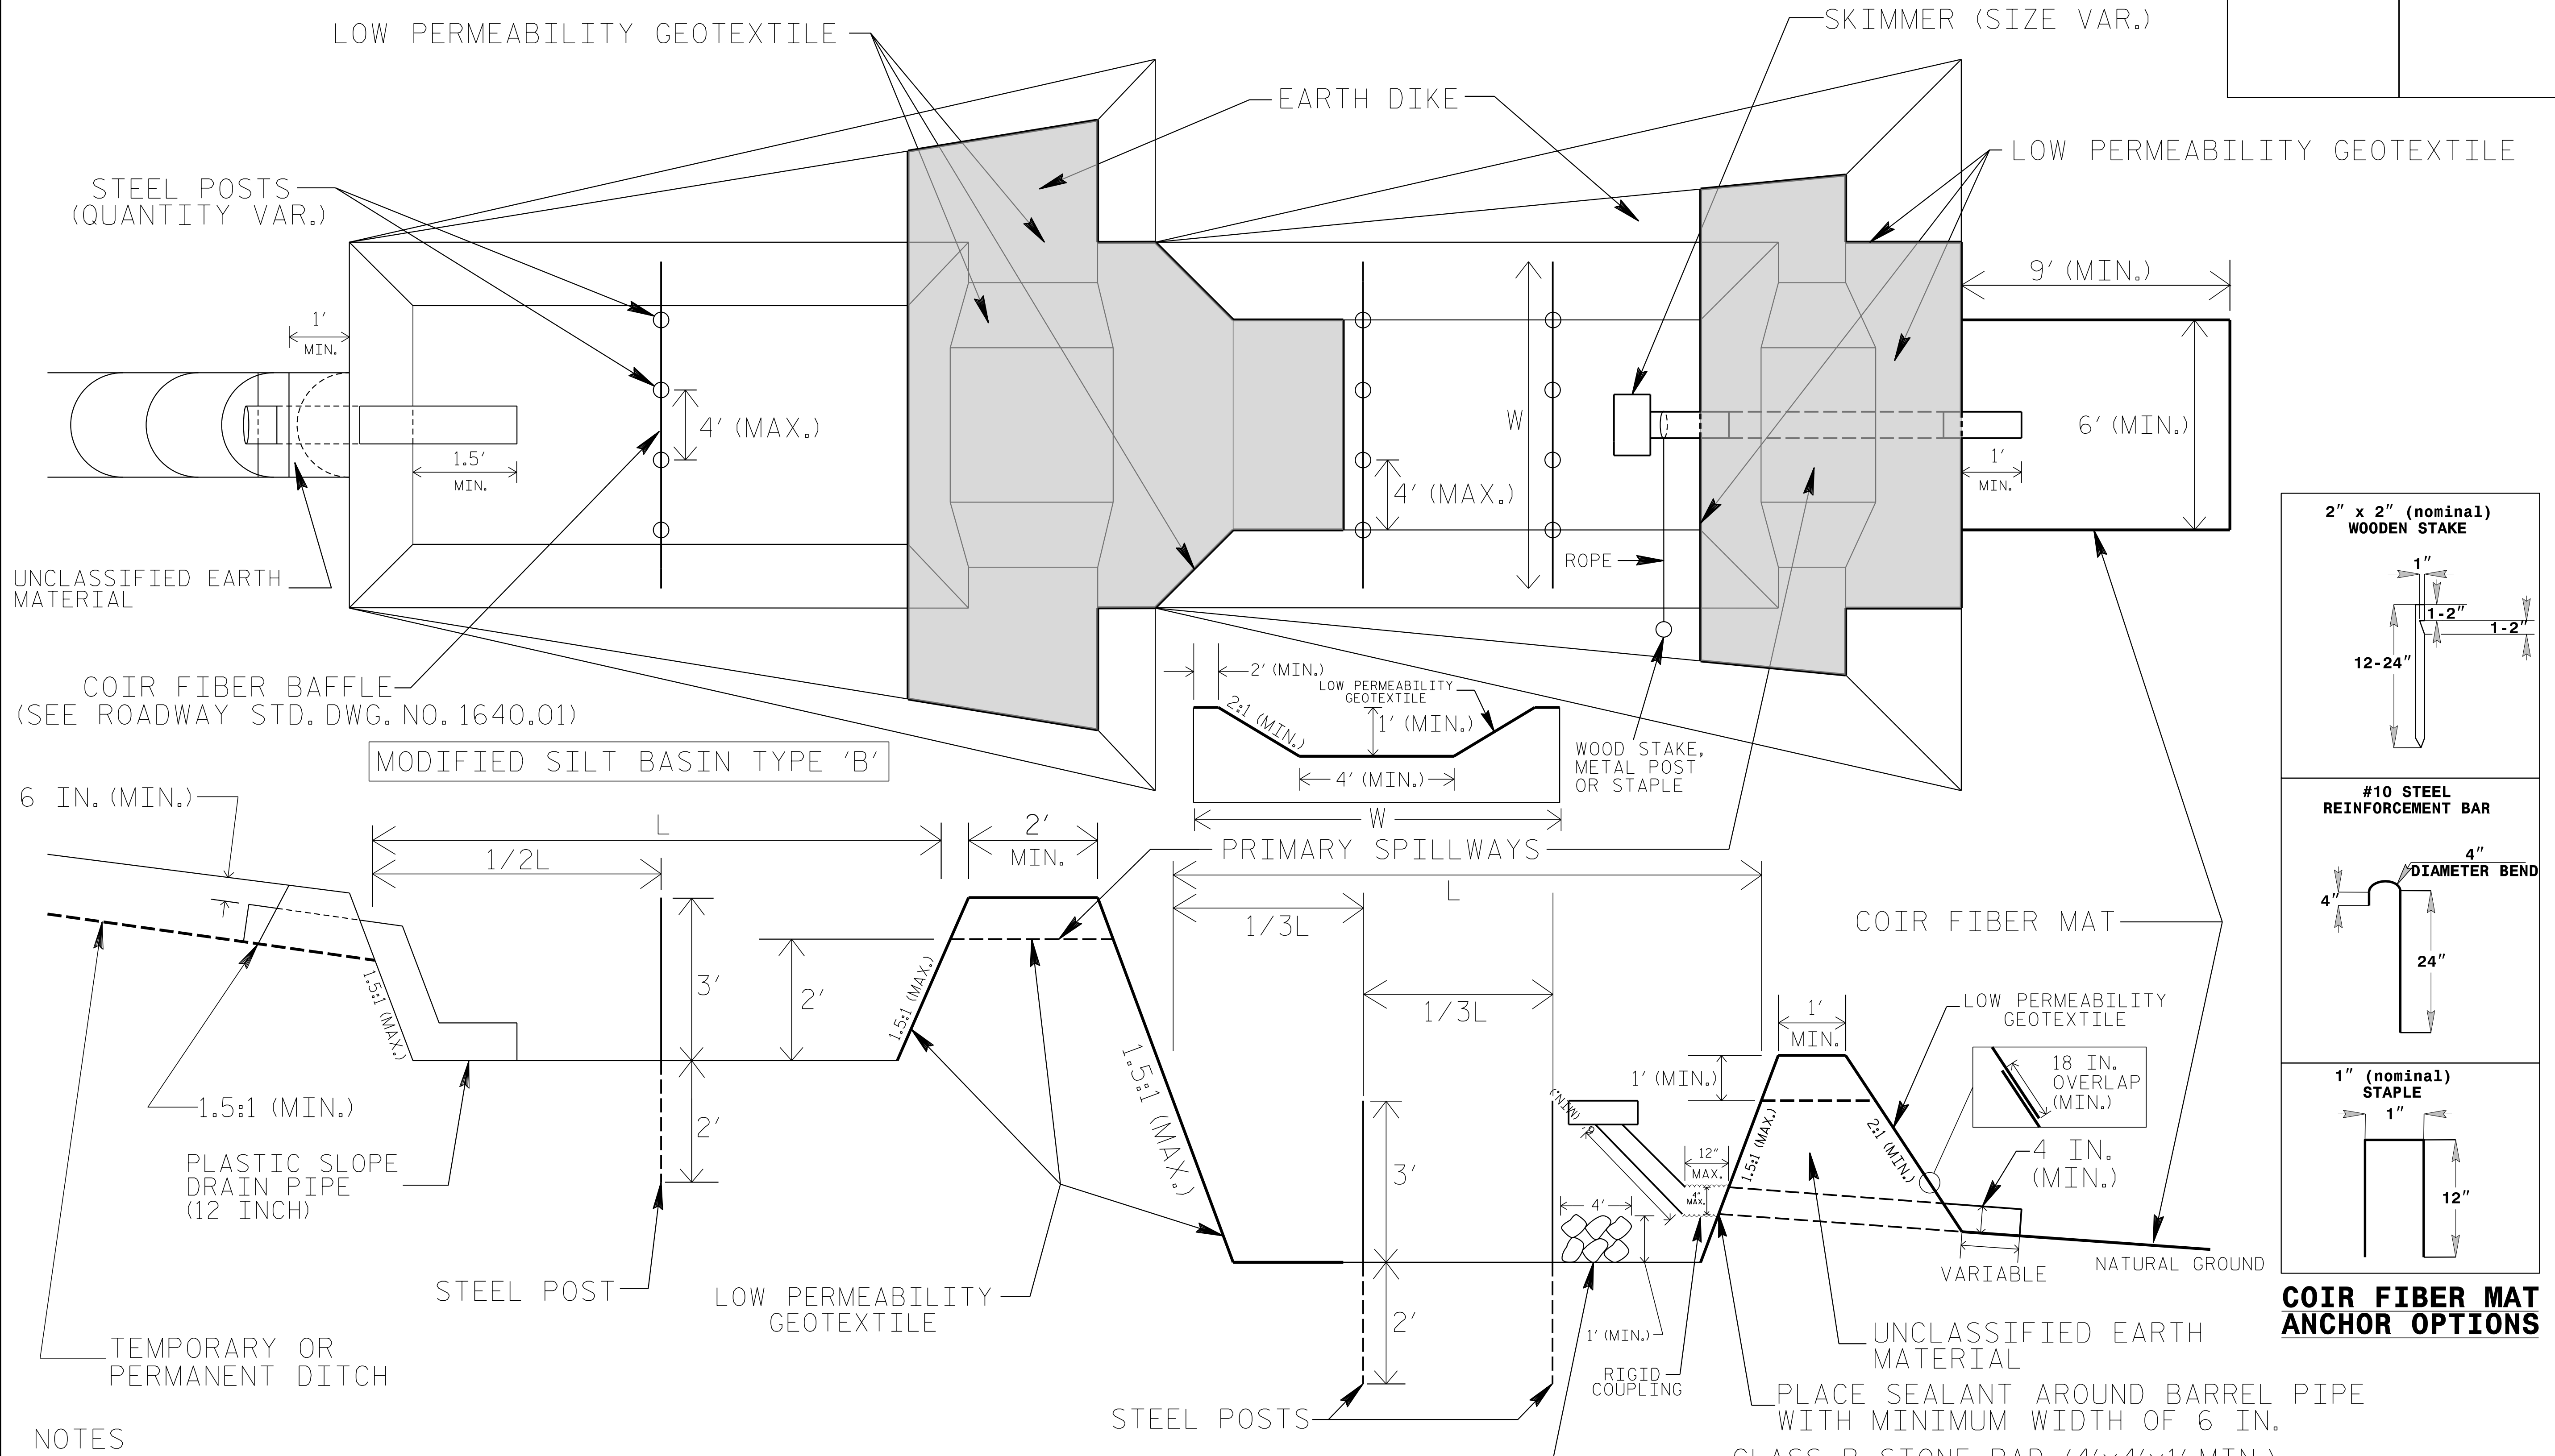 LOW PERMEABILITY GEOTEXTILE
SKIMMER (SIZE VAR.)
EARTH DIKE
LOW PERMEABILITY GEOTEXTILE
STEEL POSTS
(QUANTITY VAR.)
9' (MIN.)
1'
MIN.
W
4' (MAX.)
6' (MIN.)
1.5'
MIN.
1'
MIN.
4' (MAX.)
ROPE
UNCLASSIFIED EARTH
MATERIAL
2" x 2" (nominal)
WOODEN STAKE
1"
1-2"
1-2"
12-24"
COIR FIBER BAFFLE
(SEE ROADWAY STD. DWG. NO. 1640.01)
2' (MIN.)
LOW PERMEABILITY
GEOTEXTILE
2:1 (MIN.)
1' (MIN.)
4' (MIN.)
W
WOOD STAKE,
METAL POST
OR STAPLE
MODIFIED SILT BASIN TYPE 'B'
6 IN. (MIN.)
L
2'
MIN.
1/2L
PRIMARY SPILLWAYS
L
1/3L
1/3L
#10 STEEL
REINFORCEMENT BAR
4"
DIAMETER BEND
4"
24"
COIR FIBER MAT
3'
2'
1.5:1 (MAX.)
1.5:1 (MAX.)
1.5:1 (MAX.)
2'
1.5:1 (MIN.)
PLASTIC SLOPE
DRAIN PIPE
(12 INCH)
STEEL POST
LOW PERMEABILITY
GEOTEXTILE
TEMPORARY OR
PERMANENT DITCH
1'
MIN.
LOW PERMEABILITY
GEOTEXTILE
1' (MIN.)
18 IN.
OVERLAP
(MIN.)
6' (MIN.)
12"
MAX.
4"
MAX.
1.5:1 (MAX.)
2:1 (MIN.)
4 IN.
(MIN.)
3'
4'
2'
1' (MIN.)
VARIABLE
NATURAL GROUND
1" (nominal)
STAPLE
1"
12"
COIR FIBER MAT
ANCHOR OPTIONS
RIGID
COUPLING
UNCLASSIFIED EARTH
MATERIAL
STEEL POSTS
PLACE SEALANT AROUND BARREL PIPE
WITH MINIMUM WIDTH OF 6 IN.
NOTES
CLASS B STONE PAD (4'x4'x1' MIN.)